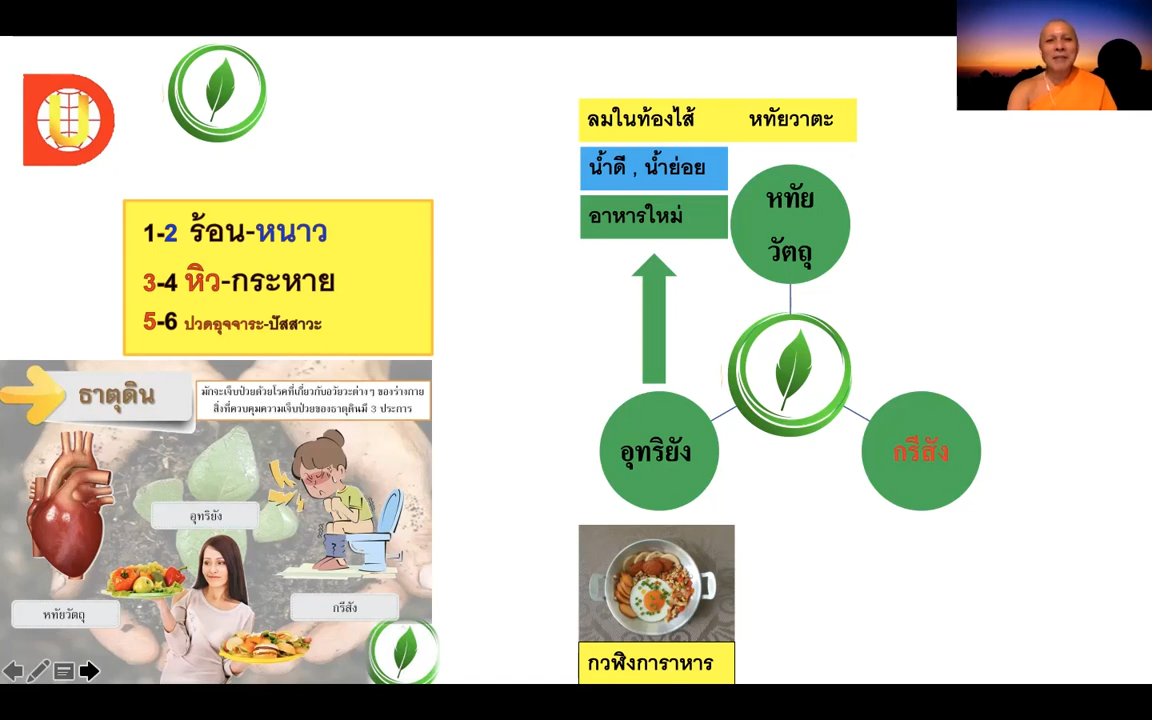 U
1-2 ร้อน-หนาว
3-4 หิว-กระหาย
5-6 ปวดอุจจาระ-ปัสสาวะ
ธาตุดิน
มักจะเจ็บป่วยด้วยโรคที่เกี่ยวกับอวัยวะต่างๆ ของร่างกาย
สิ่งที่ควบคุมความเจ็บป่วยของธาตุดินมี 3 ประการ
อุทริยัง
หทัยวัตถุ
กรีสัง
ลมในท้องไส้ หทัยวาตะ
น้ำดี , น้ำย่อย
อาหารใหม่
หทัย
วัตถุ
อุทริยัง
กรีสัง
กวฬิงการาหาร